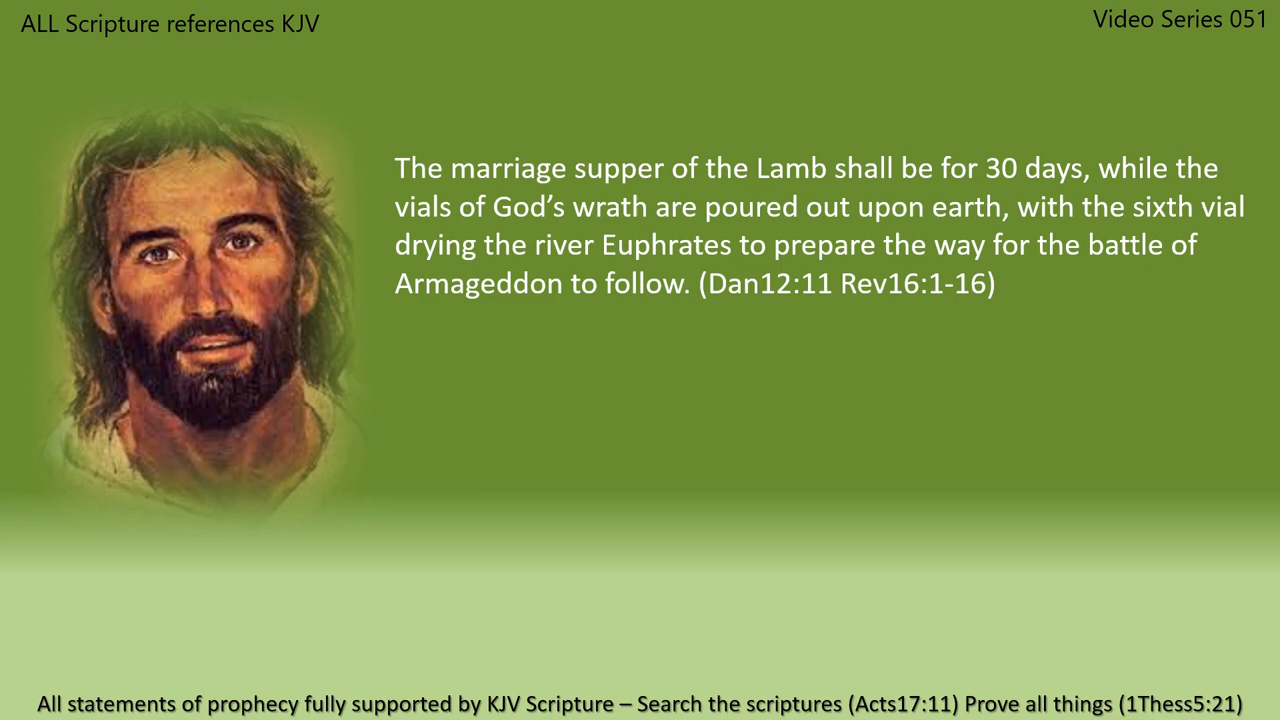 ALL Scripture references KJV
Video Series 051
The marriage supper of the Lamb shall be for 30 days, while the
vials of God’s wrath are poured out upon earth, with the sixth vial
drying the river Euphrates to prepare the way for the battle of
Armageddon to follow. (Dan12:11 Rev16:1-16)
All statements of prophecy fully supported by KJV Scripture – Search the scriptures (Acts17:11) Prove all things (1Thess5:21)